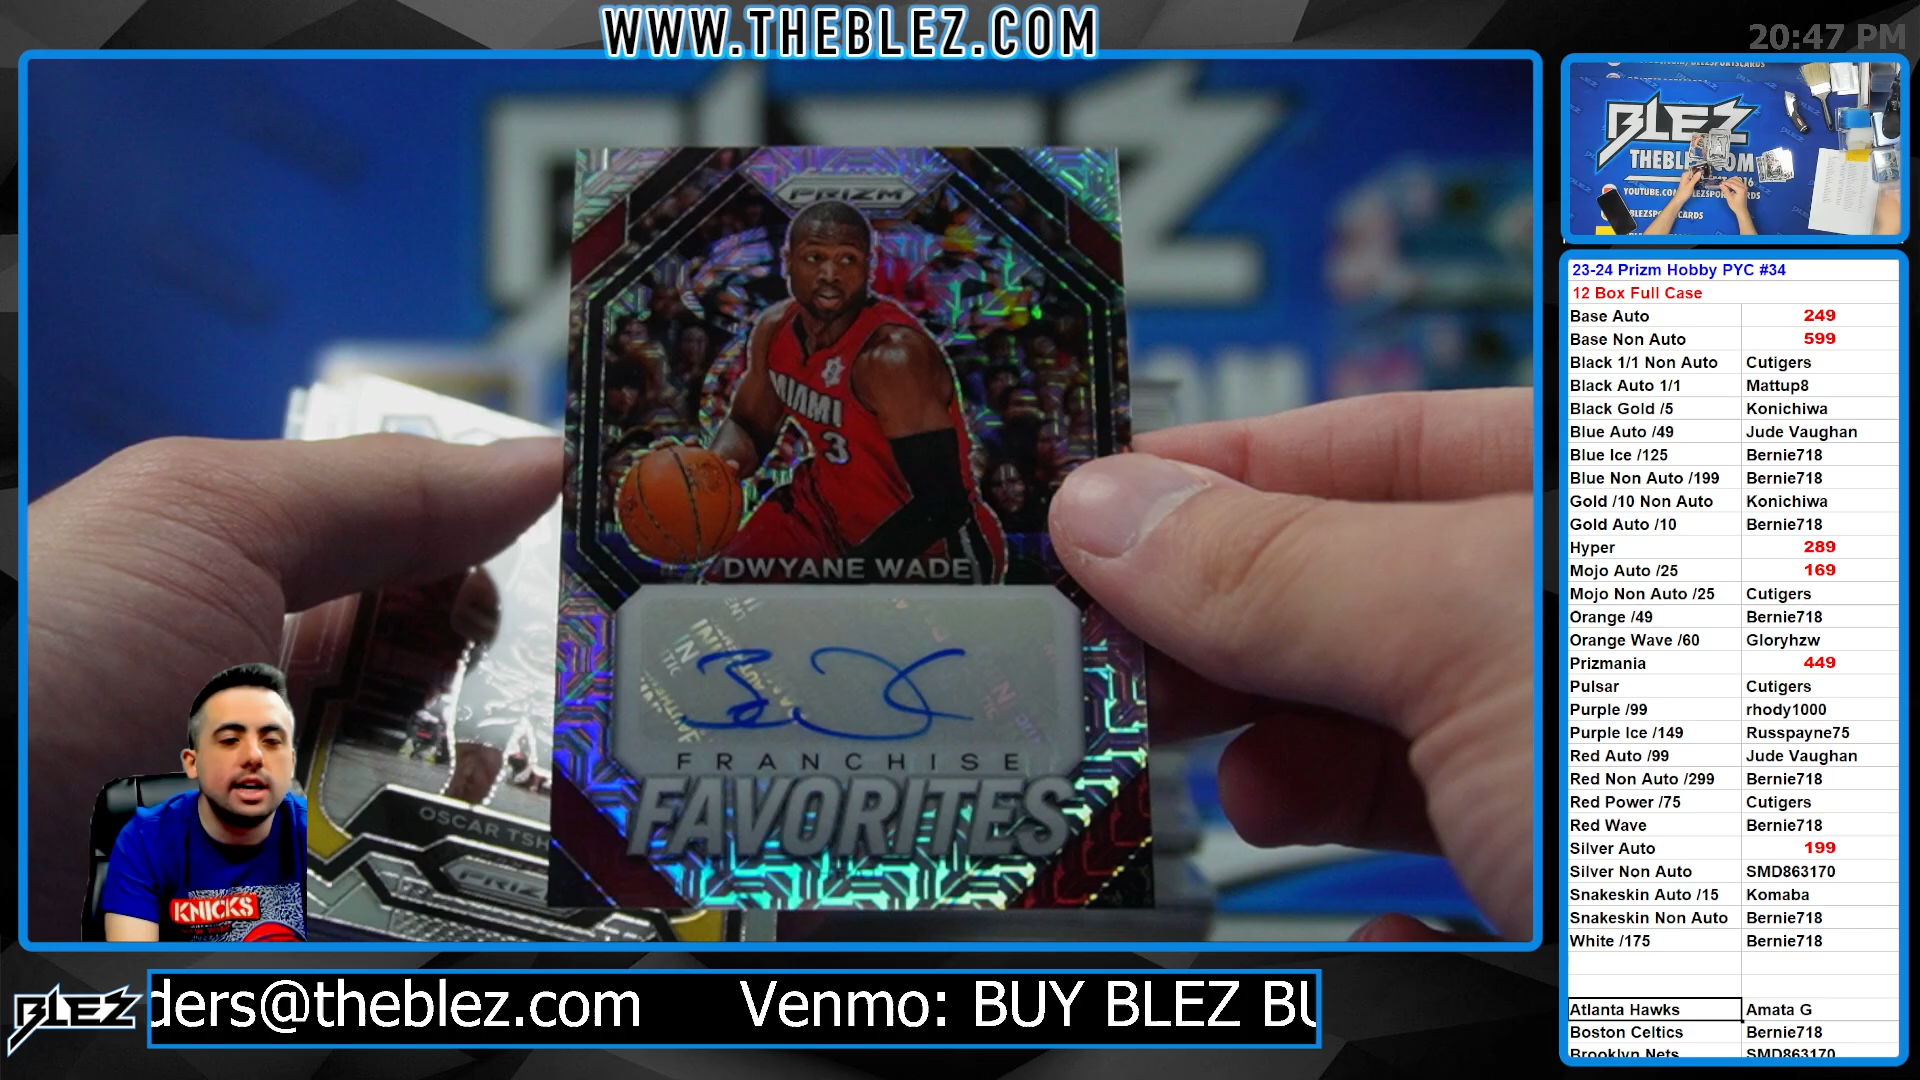 WWW.THEBLEZ.COM
20:47 PM
PRIZM
MIAMI
3
DWYANE WADE
FRANCHISE
FAVORITES
OSCAR TSH
PRIZ
KNICKS
BLEZ
ders@theblez.com Venmo: BUY BLEZ BU
BLEZ
23-24 Prizm Hobby PYC #34
12 Box Full Case
Base Auto 249
Base Non Auto 599
Black 1/1 Non Auto Cutigers
Black Auto 1/1 Mattup8
Black Gold /5 Konichiwa
Blue Auto /49 Jude Vaughan
Blue Ice /125 Bernie718
Blue Non Auto /199 Bernie718
Gold /10 Non Auto Konichiwa
Gold Auto /10 Bernie718
Hyper 289
Mojo Auto /25 169
Mojo Non Auto /25 Cutigers
Orange /49 Bernie718
Orange Wave /60 Gloryhzw
Prizmania 449
Pulsar Cutigers
Purple /99 rhody1000
Purple Ice /149 Russpayne75
Red Auto /99 Jude Vaughan
Red Non Auto /299 Bernie718
Red Power /75 Cutigers
Red Wave Bernie718
Silver Auto 199
Silver Non Auto SMD863170
Snakeskin Auto /15 Komaba
Snakeskin Non Auto Bernie718
White /175 Bernie718
Atlanta Hawks Amata G
Boston Celtics Bernie718
Brooklyn Nets SMD863170